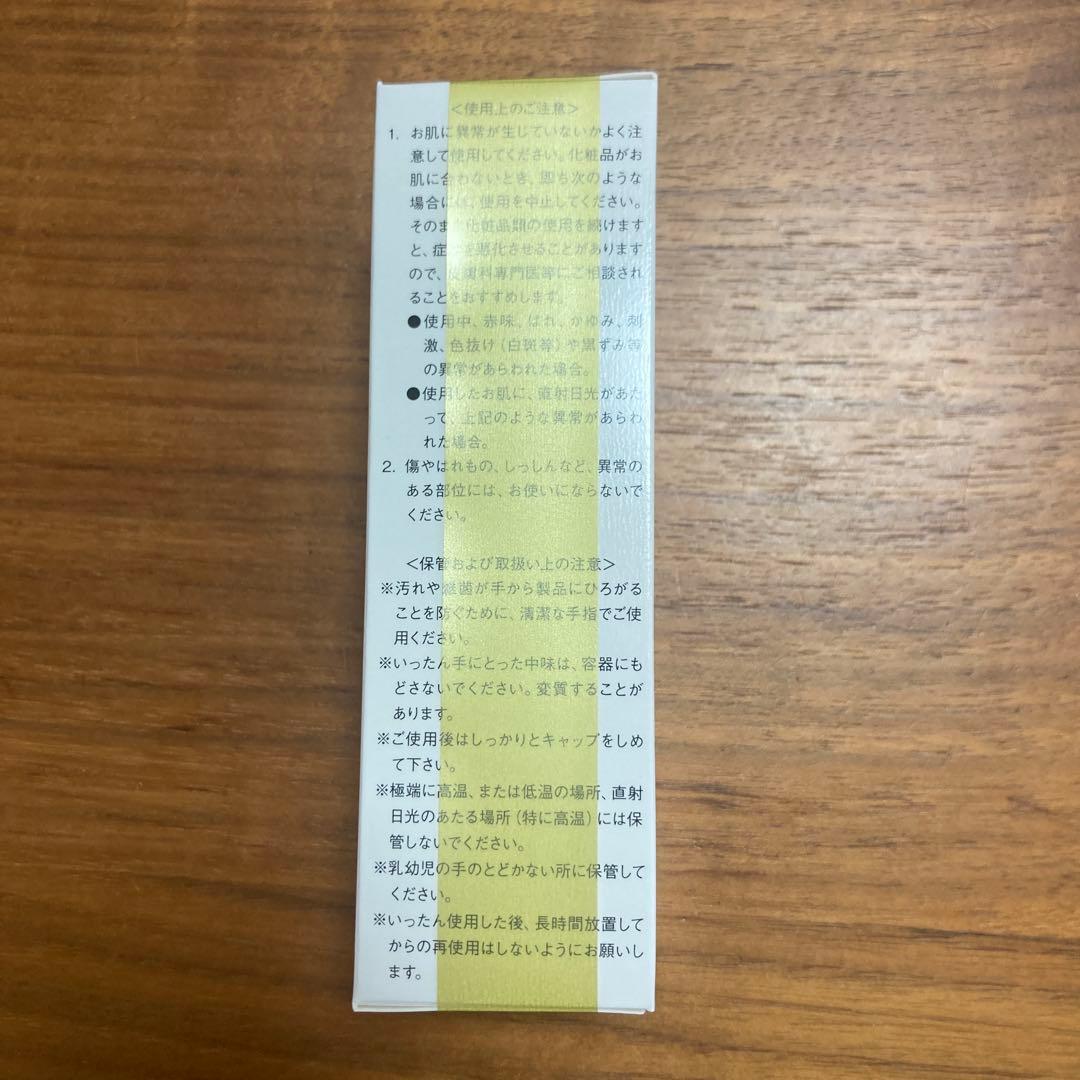 ＜使用上のご注意＞
1. お肌に異常が生じていないかよく注
意して使用してください。化粧品がお
肌に合わないとき、即ち次のような
場合には、使用を中止してください。
そのまま化粧品類の使用を続けます
と、症状を悪化させることがあります
ので、皮膚科専門医等にご相談され
ることをおすすめします。
●使用中、赤味、はれ、かゆみ、刺
激、色抜け（白斑等）や黒ずみ等
の異常があらわれた場合。
●使用したお肌に、直射日光があた
って、上記のような異常があらわ
れた場合。
2. 傷やはれもの、しっしんなど、異常の
ある部位には、お使いにならないで
ください。
＜保管および取扱い上の注意＞
※汚れや雑菌が手から製品にひろがる
ことを防ぐために、清潔な手指でご使
用ください。
※いったん手にとった中味は、容器にも
どさないでください。変質することが
あります。
※ご使用後はしっかりとキャップをしめ
て下さい。
※極端に高温、または低温の場所、直射
日光のあたる場所（特に高温）には保
管しないでください。
※乳幼児の手のとどかない所に保管して
ください。
※いったん使用した後、長時間放置して
からの再使用はしないようにお願いし
ます。